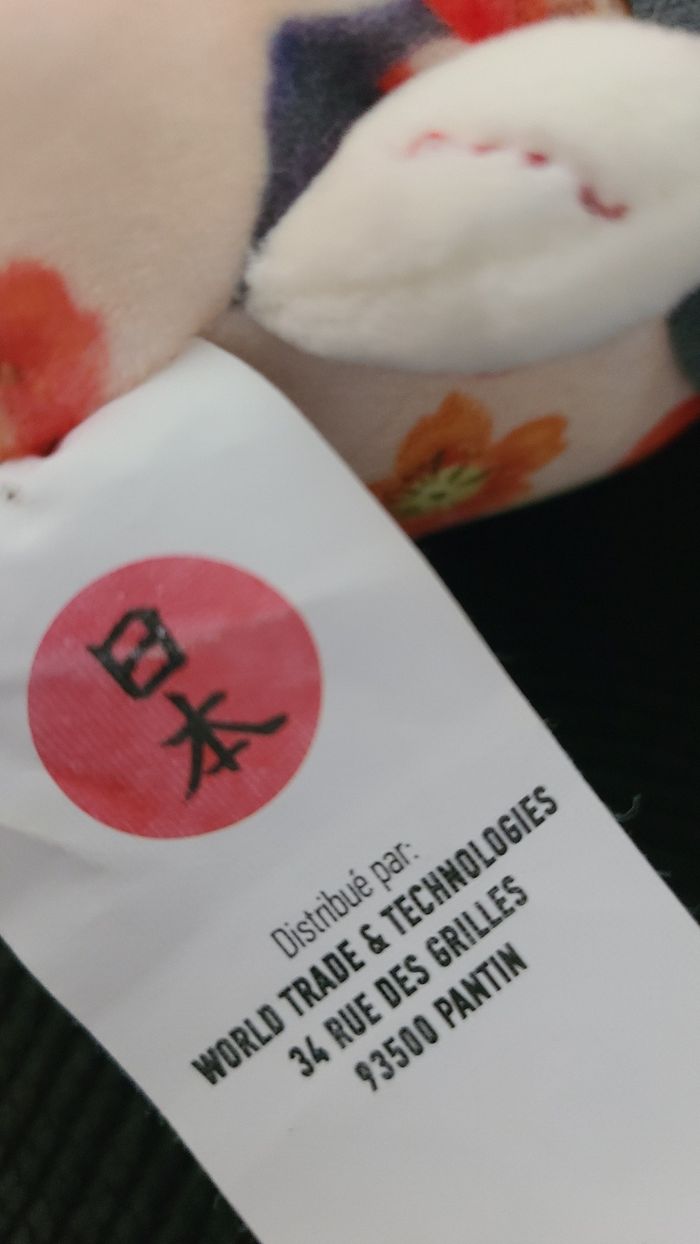 日本
Distribué par:
WORLD TRADE & TECHNOLOGIES
34 RUE DES GRILLES
93500 PANTIN